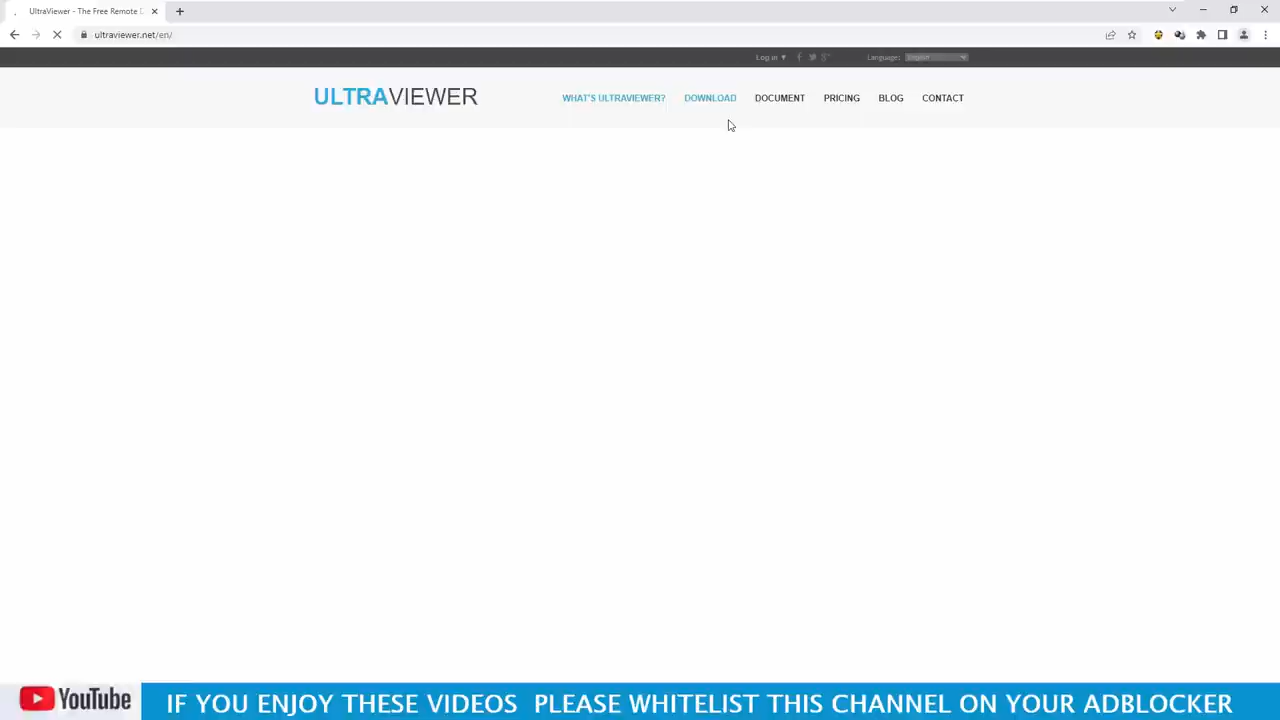 UltraViewer - The Free Remote D
ultraviewer.net/en/
Log in
Language: English
ULTRAVIEWER
WHAT'S ULTRAVIEWER? DOWNLOAD DOCUMENT PRICING BLOG CONTACT
YouTube
IF YOU ENJOY THESE VIDEOS PLEASE WHITELIST THIS CHANNEL ON YOUR ADBLOCKER